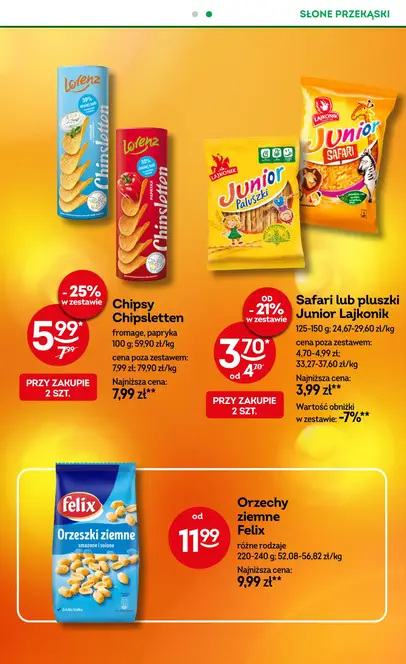 SŁONE PRZEKĄSKI
Lorenz
30%
Chipsletten
Lorenz
30%
PAPRYKA
Chipsletten
LAJKONIK
Junior
SAFARI
LAJKONIK
Junior
Paluszki
- 25%
w zestawie
5.99*
7,99
PRZY ZAKUPIE
2 SZT.
Chipsy
Chipsletten
fromage, papryka
100 g; 59,90 zł/kg
cena poza zestawem:
7,99 zł; 79,90 zł/kg
Najniższa cena:
7,99 zł**
OD
- 21%
w zestawie
3.70*
od 4,70
PRZY ZAKUPIE
2 SZT.
Safari lub pluszki
Junior Lajkonik
125-150 g; 24,67-29,60 zł/kg
cena poza zestawem:
4,70-4,99 zł;
33,27-37,60 zł/kg
Najniższa cena:
3,99 zł**
Wartość obniżki
w zestawie: -7%**
felix
Orzeszki ziemne
smażone i solone
od
11.99
Orzechy
ziemne
Felix
różne rodzaje
220-240 g; 52,08-56,82 zł/kg
Najniższa cena:
9,99 zł**